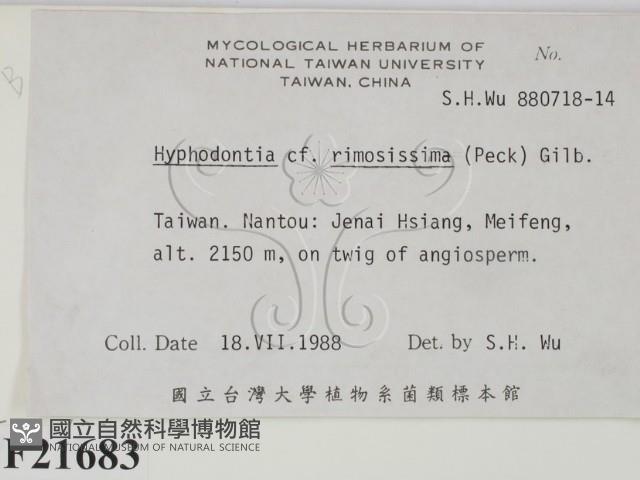 B
MYCOLOGICAL HERBARIUM OF
NATIONAL TAIWAN UNIVERSITY
TAIWAN, CHINA
No.
S.H.Wu 880718-14
Hyphodontia cf. rimosissima (Peck) Gilb.
Taiwan. Nantou: Jenai Hsiang, Meifeng,
alt. 2150 m, on twig of angiosperm.
Coll. Date 18.VII.1988 Det. by S.H. Wu
國立台灣大學植物系菌類標本館
國立自然科學博物館
NATIONAL MUSEUM OF NATURAL SCIENCE
F21683